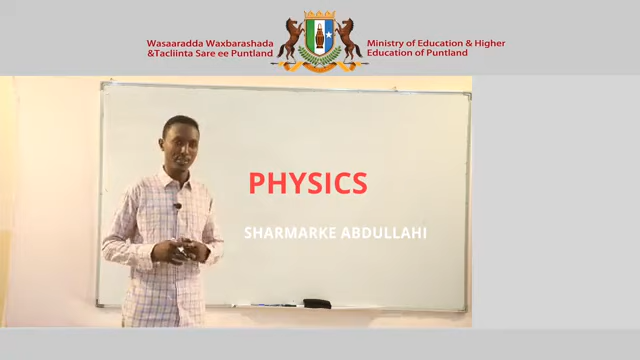 Wasaaradda Waxbarashada
&Tacliinta Sare ee Puntland
Ministry of Education & Higher
Education of Puntland
PHYSICS
SHARMARKE ABDULLAHI